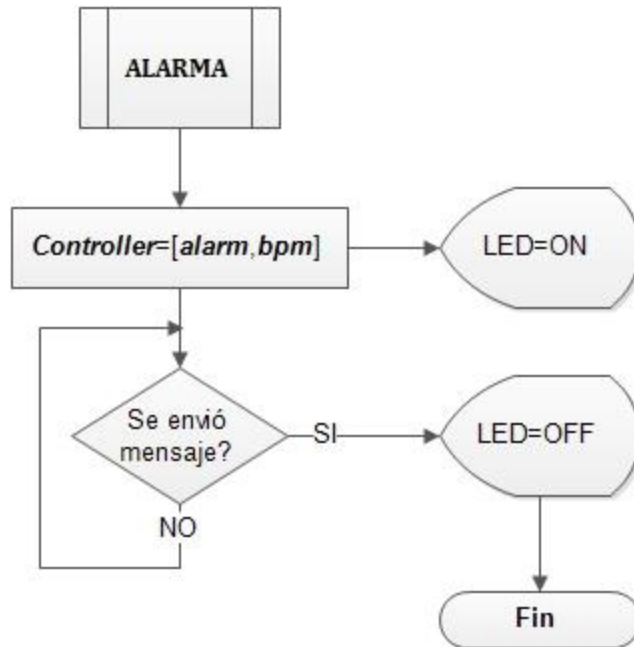 ALARMA
Controller=[alarm,bpm]
LED=ON
Se envió
mensaje?
SI
LED=OFF
NO
Fin